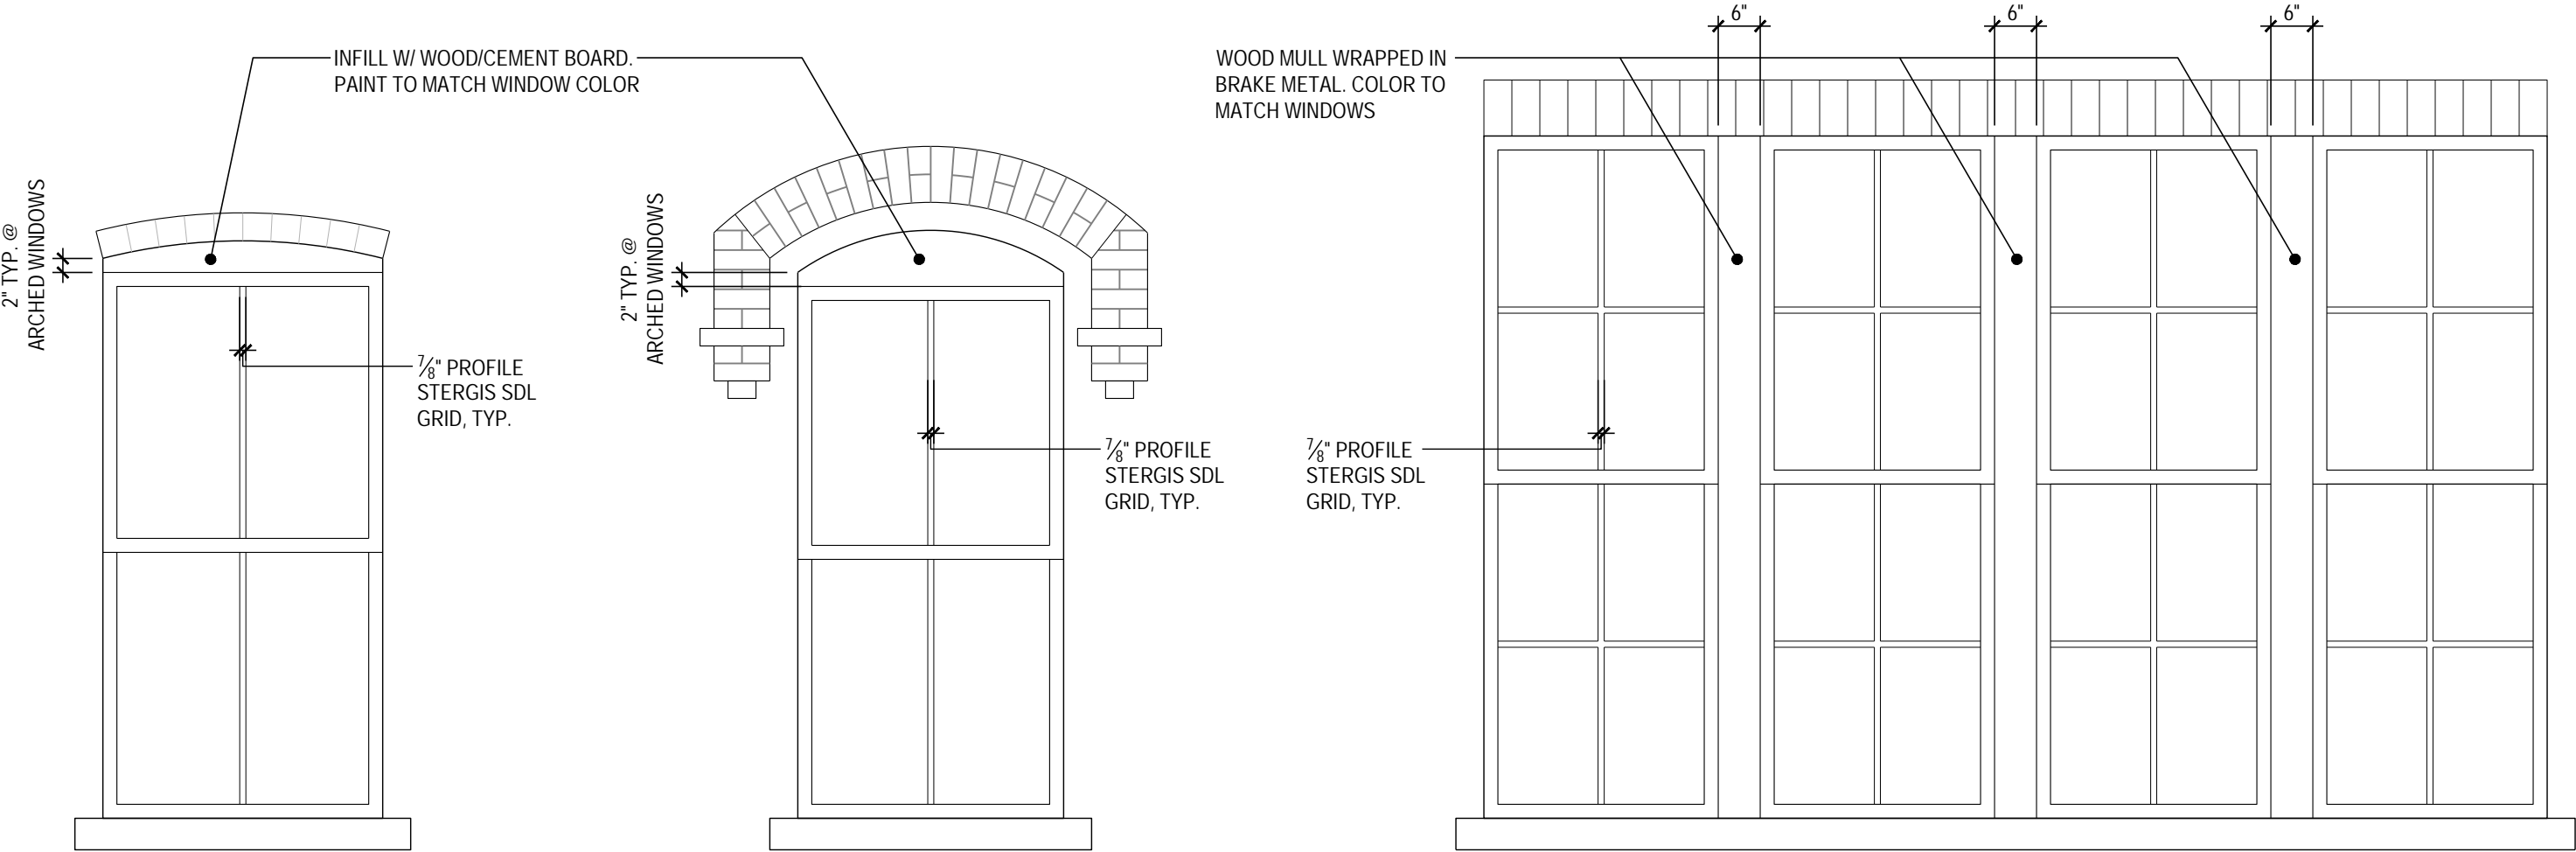 INFILL W/ WOOD/CEMENT BOARD.
PAINT TO MATCH WINDOW COLOR
WOOD MULL WRAPPED IN
BRAKE METAL. COLOR TO
MATCH WINDOWS
6"
6"
6"
2" TYP. @
ARCHED WINDOWS
2" TYP. @
ARCHED WINDOWS
7/8" PROFILE
STERGIS SDL
GRID, TYP.
7/8" PROFILE
STERGIS SDL
GRID, TYP.
7/8" PROFILE
STERGIS SDL
GRID, TYP.